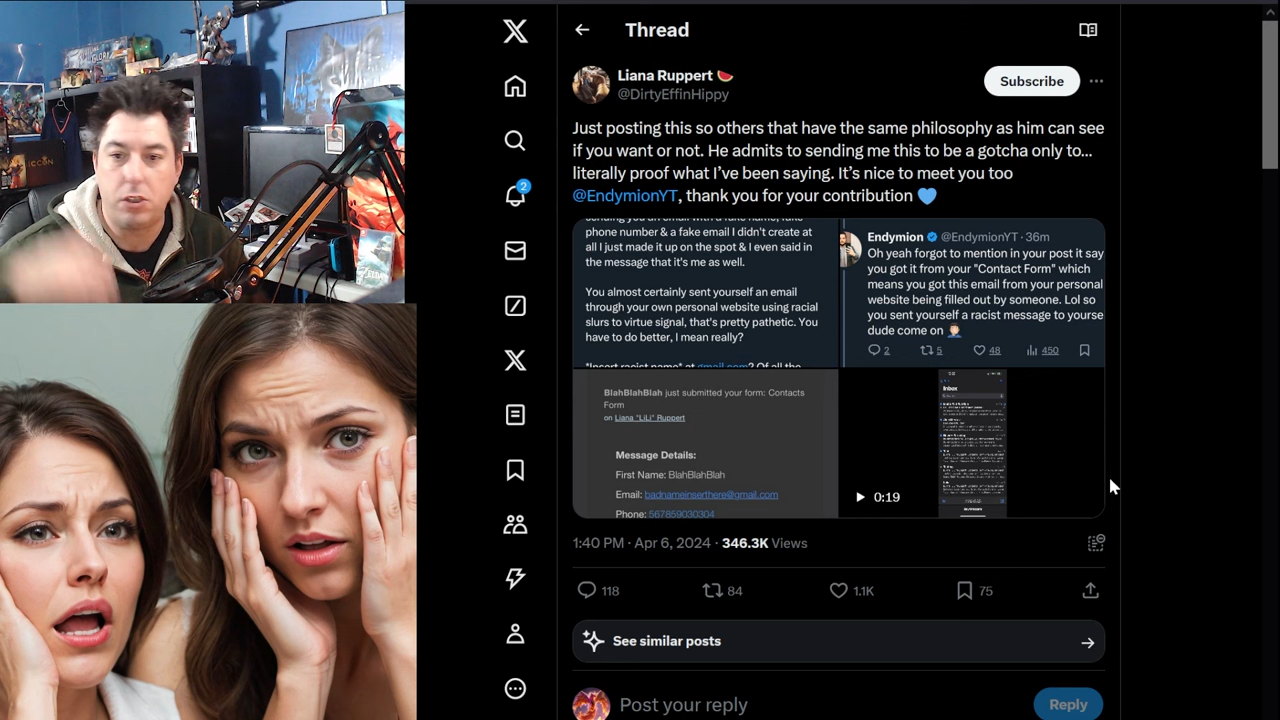 Thread
Liana Ruppert 🍉
@DirtyEffinHippy
Subscribe
Just posting this so others that have the same philosophy as him can see
if you want or not. He admits to sending me this to be a gotcha only to...
literally proof what I've been saying. It's nice to meet you too
@EndymionYT, thank you for your contribution 💙
sending you an email with a fake name, fake
phone number & a fake email I didn't create at
all I just made it up on the spot & I even said in
the message that it's me as well.
You almost certainly sent yourself an email
through your own personal website using racial
slurs to virtue signal, that's pretty pathetic. You
have to do better, I mean really?
*Insert racist name* at gmail.com? Of all the
Endymion @EndymionYT · 36m
Oh yeah forgot to mention in your post it say
you got it from your "Contact Form" which
means you got this email from your personal
website being filled out by someone. Lol so
you sent yourself a racist message to yourse
dude come on 🤦🏻‍♂️
2 5 48 450
BlahBlahBlah just submitted your form: Contacts
Form
on Liana "LiLi" Ruppert
Message Details:
First Name: BlahBlahBlah
Email: badnameinserthere@gmail.com
Phone: 567859030304
Inbox
0:19
1:40 PM · Apr 6, 2024 · 346.3K Views
118 84 1.1K 75
See similar posts
Post your reply
Reply
2